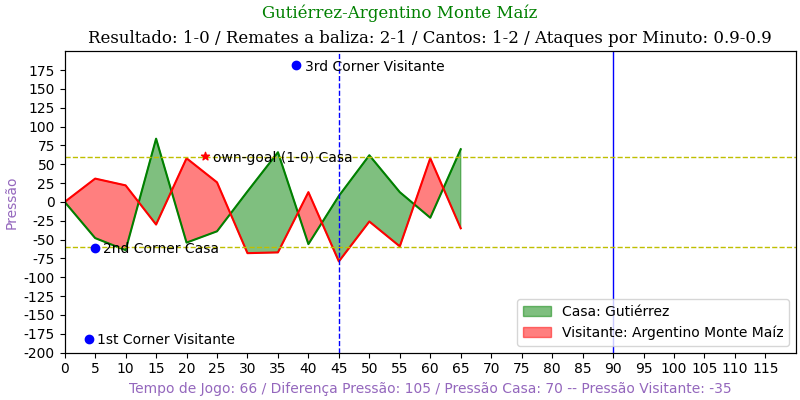 Gutiérrez-Argentino Monte Maíz
Resultado: 1-0 / Remates a baliza: 2-1 / Cantos: 1-2 / Ataques por Minuto: 0.9-0.9
Pressão
175
150
125
100
75
50
25
0
-25
-50
-75
-100
-125
-150
-175
-200
3rd Corner Visitante
own-goal (1-0) Casa
2nd Corner Casa
1st Corner Visitante
Casa: Gutiérrez
Visitante: Argentino Monte Maíz
0 5 10 15 20 25 30 35 40 45 50 55 60 65 70 75 80 85 90 95 100 105 110 115
Tempo de Jogo: 66 / Diferença Pressão: 105 / Pressão Casa: 70 -- Pressão Visitante: -35